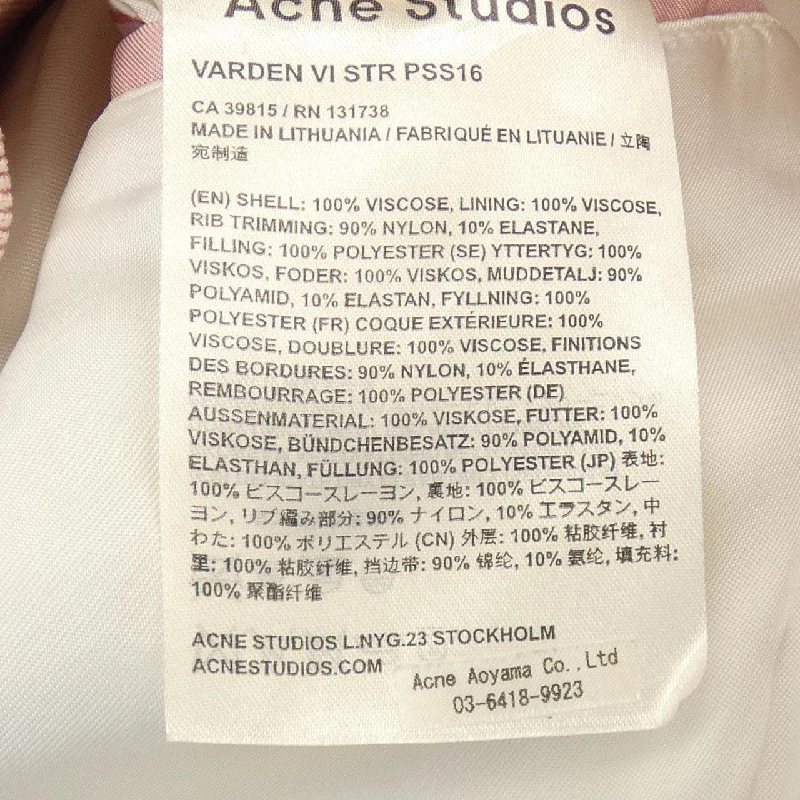 Acne Studios
VARDEN VI STR PSS16
CA 39815 / RN 131738
MADE IN LITHUANIA / FABRIQUÉ EN LITUANIE / 立陶
宛制造
(EN) SHELL: 100% VISCOSE, LINING: 100% VISCOSE,
RIB TRIMMING: 90% NYLON, 10% ELASTANE,
FILLING: 100% POLYESTER (SE) YTTERTYG: 100%
VISKOS, FODER: 100% VISKOS, MUDDETALJ: 90%
POLYAMID, 10% ELASTAN, FYLLNING: 100%
POLYESTER (FR) COQUE EXTÉRIEURE: 100%
VISCOSE, DOUBLURE: 100% VISCOSE, FINITIONS
DES BORDURES: 90% NYLON, 10% ÉLASTHANE,
REMBOURRAGE: 100% POLYESTER (DE)
AUSSENMATERIAL: 100% VISKOSE, FUTTER: 100%
VISKOSE, BÜNDCHENBESATZ: 90% POLYAMID, 10%
ELASTHAN, FÜLLUNG: 100% POLYESTER (JP) 表地:
100% ビスコースレーヨン, 裏地: 100% ビスコースレー
ヨン, リブ編み部分: 90% ナイロン, 10% エラスタン, 中
わた: 100% ポリエステル (CN) 外层: 100% 粘胶纤维, 衬
里: 100% 粘胶纤维, 挡边带: 90% 锦纶, 10% 氨纶, 填充料:
100% 聚酯纤维
ACNE STUDIOS L.NYG.23 STOCKHOLM
ACNESTUDIOS.COM
Acne Aoyama Co.,Ltd
03-6418-9923